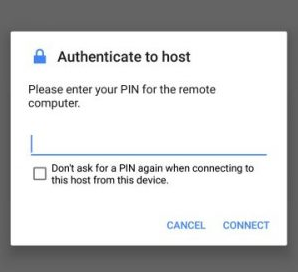 Authenticate to host
Please enter your PIN for the remote
computer.
Don't ask for a PIN again when connecting to
this host from this device.
CANCEL CONNECT